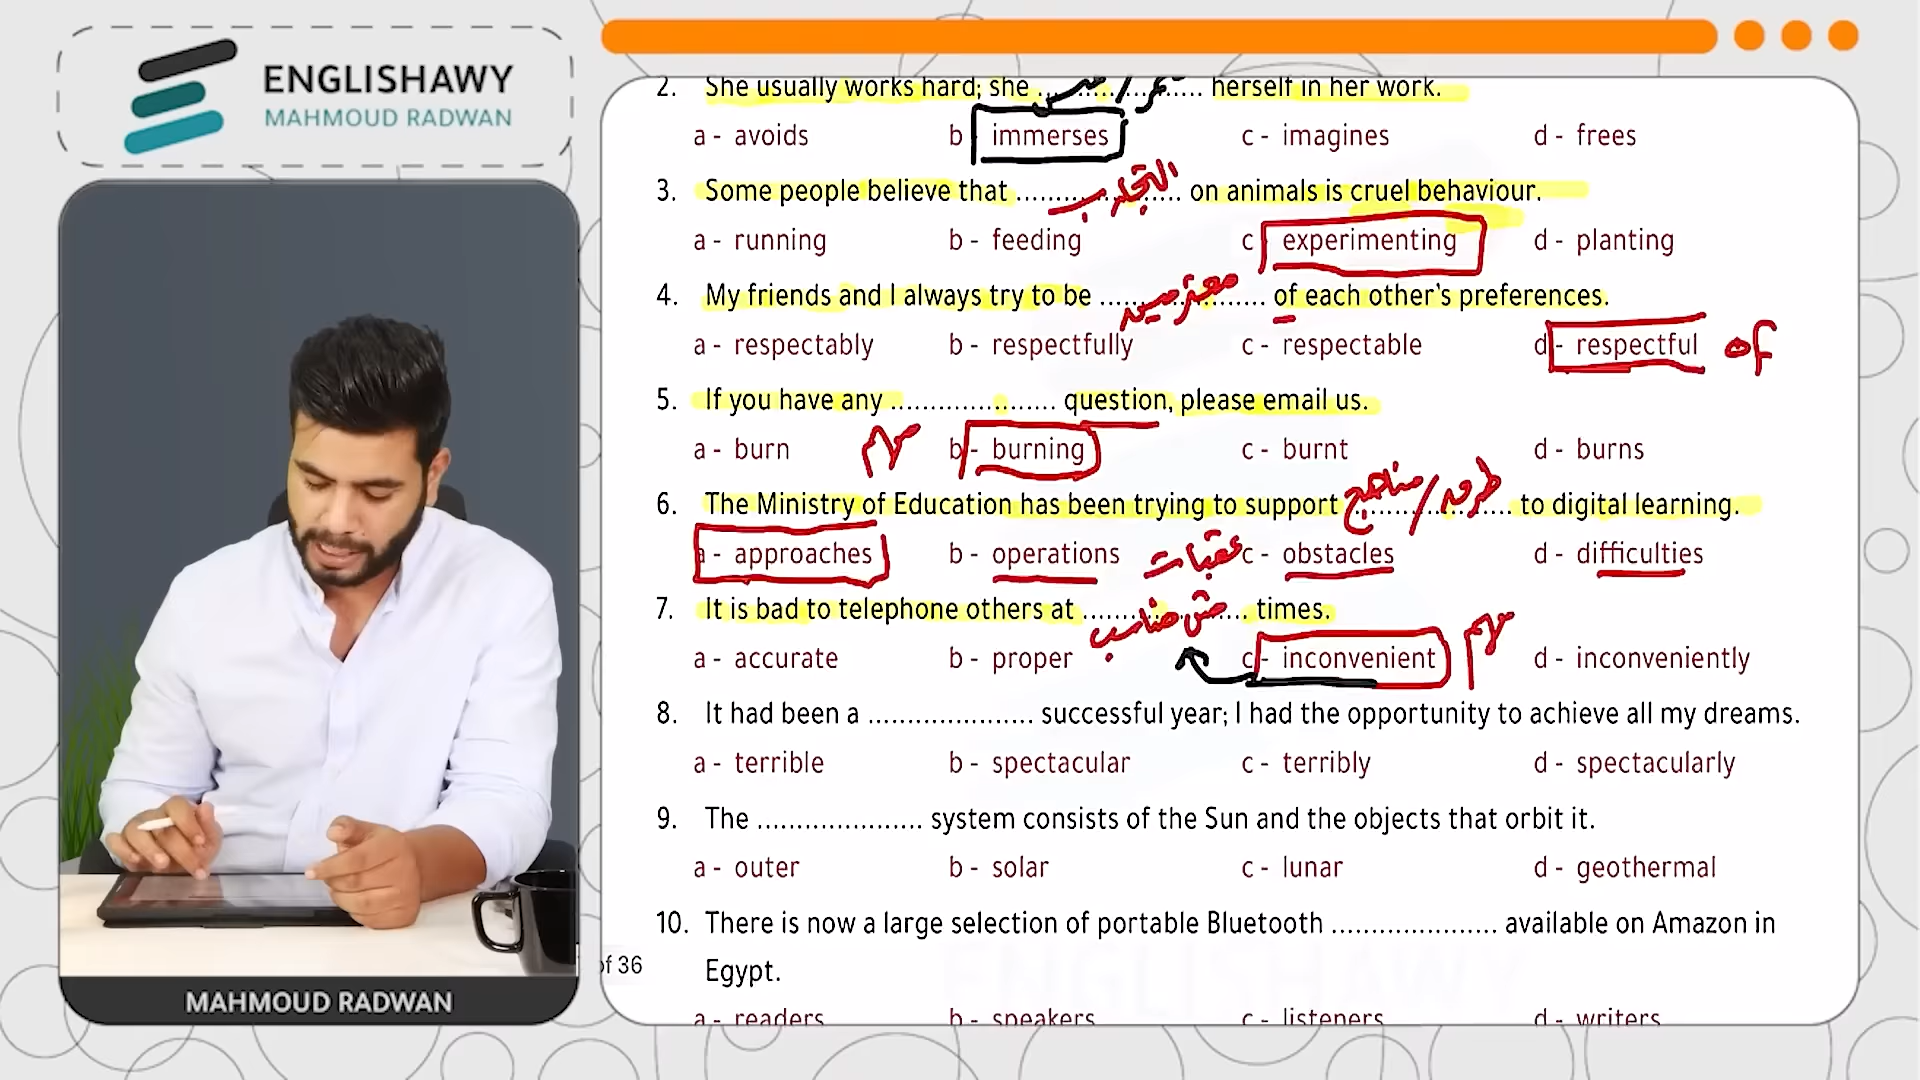 ENGLISHAWY
MAHMOUD RADWAN
2. She usually works hard; she ..................... herself in her work.
a - avoids b immerses c - imagines d - frees
3. Some people believe that ..................... on animals is cruel behaviour.
التجارب
a - running b - feeding c experimenting d - planting
4. My friends and I always try to be ..................... of each other's preferences.
محترمين
a - respectably b - respectfully c - respectable d - respectful of
5. If you have any ..................... question, please email us.
a - burn b - burning c - burnt d - burns
6. The Ministry of Education has been trying to support ..................... to digital learning.
طرق / مناهج
a - approaches b - operations c - obstacles d - difficulties
عقبات
7. It is bad to telephone others at ..................... times.
مش مناسب
a - accurate b - proper c - inconvenient d - inconveniently
8. It had been a ..................... successful year; I had the opportunity to achieve all my dreams.
a - terrible b - spectacular c - terribly d - spectacularly
9. The ..................... system consists of the Sun and the objects that orbit it.
a - outer b - solar c - lunar d - geothermal
10. There is now a large selection of portable Bluetooth ..................... available on Amazon in
Egypt.
a - readers b - speakers c - listeners d - writers
of 36
MAHMOUD RADWAN